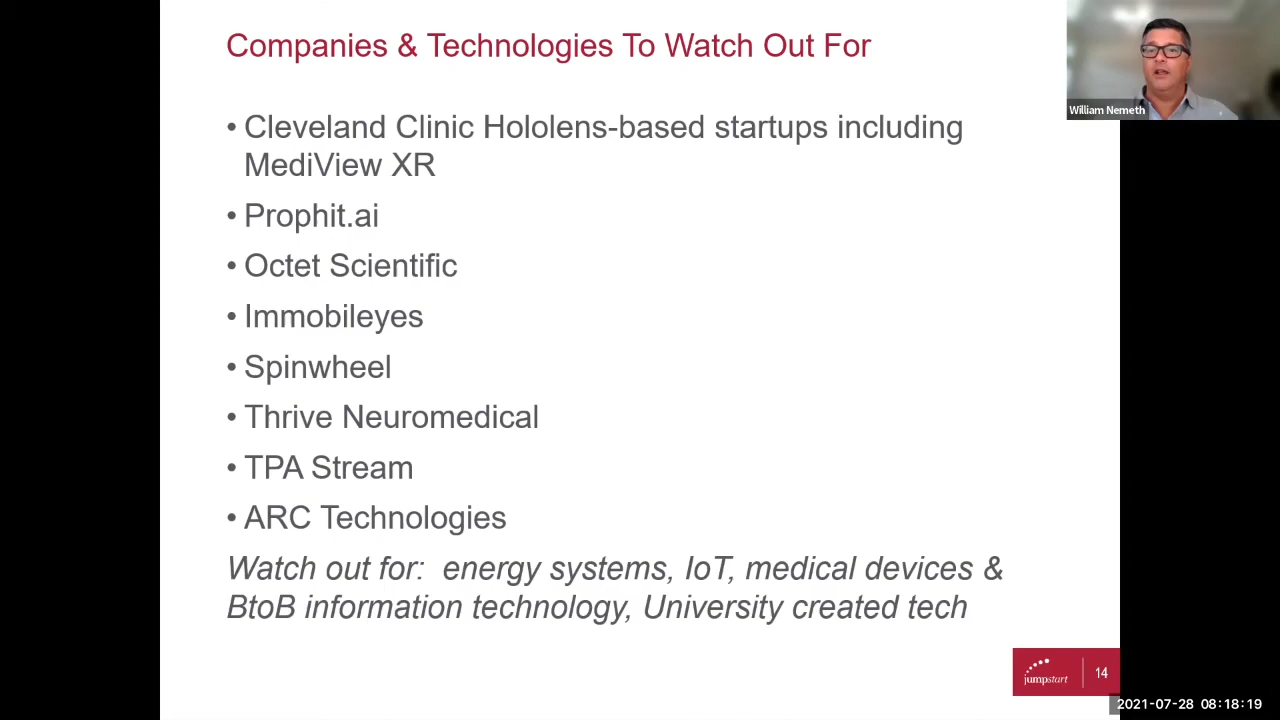 Companies & Technologies To Watch Out For
William Nemeth
• Cleveland Clinic Hololens-based startups including
MediView XR
• Prophit.ai
• Octet Scientific
• Immobileyes
• Spinwheel
• Thrive Neuromedical
• TPA Stream
• ARC Technologies
Watch out for: energy systems, IoT, medical devices &
BtoB information technology, University created tech
jumpstart
14
2021-07-28 08:18:19